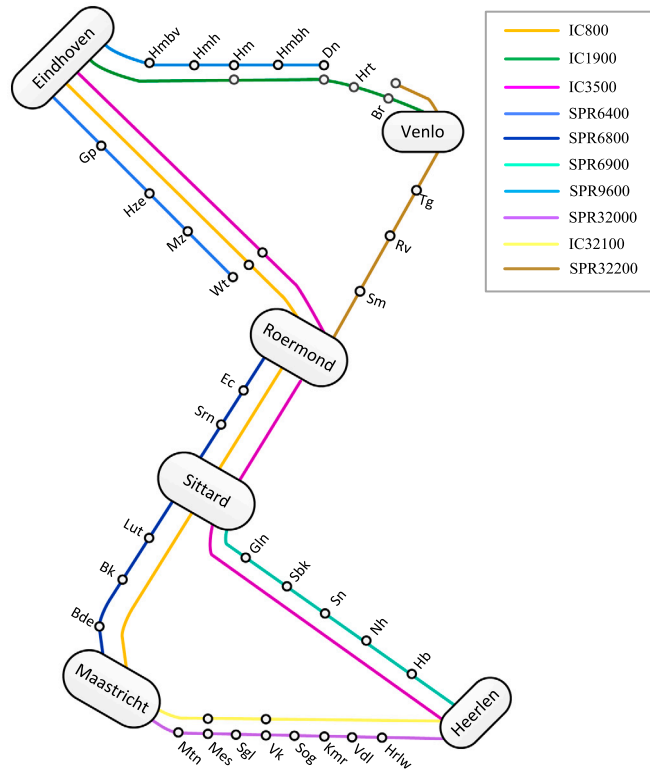 Eindhoven
Hmbv
Hmh
Hm
Hmbh
Dn
Hrt
Br
Venlo
IC800
IC1900
IC3500
SPR6400
SPR6800
SPR6900
SPR9600
SPR32000
IC32100
SPR32200
Gp
Hze
Mz
Wt
Tg
Rv
Sm
Roermond
Ec
Srn
Sittard
Lut
Bk
Bde
Gln
Sbk
Sn
Nh
Hb
Maastricht
Heerlen
Mtn
Mes
Sgl
Vk
Sog
Kmr
Vdl
Hrlw